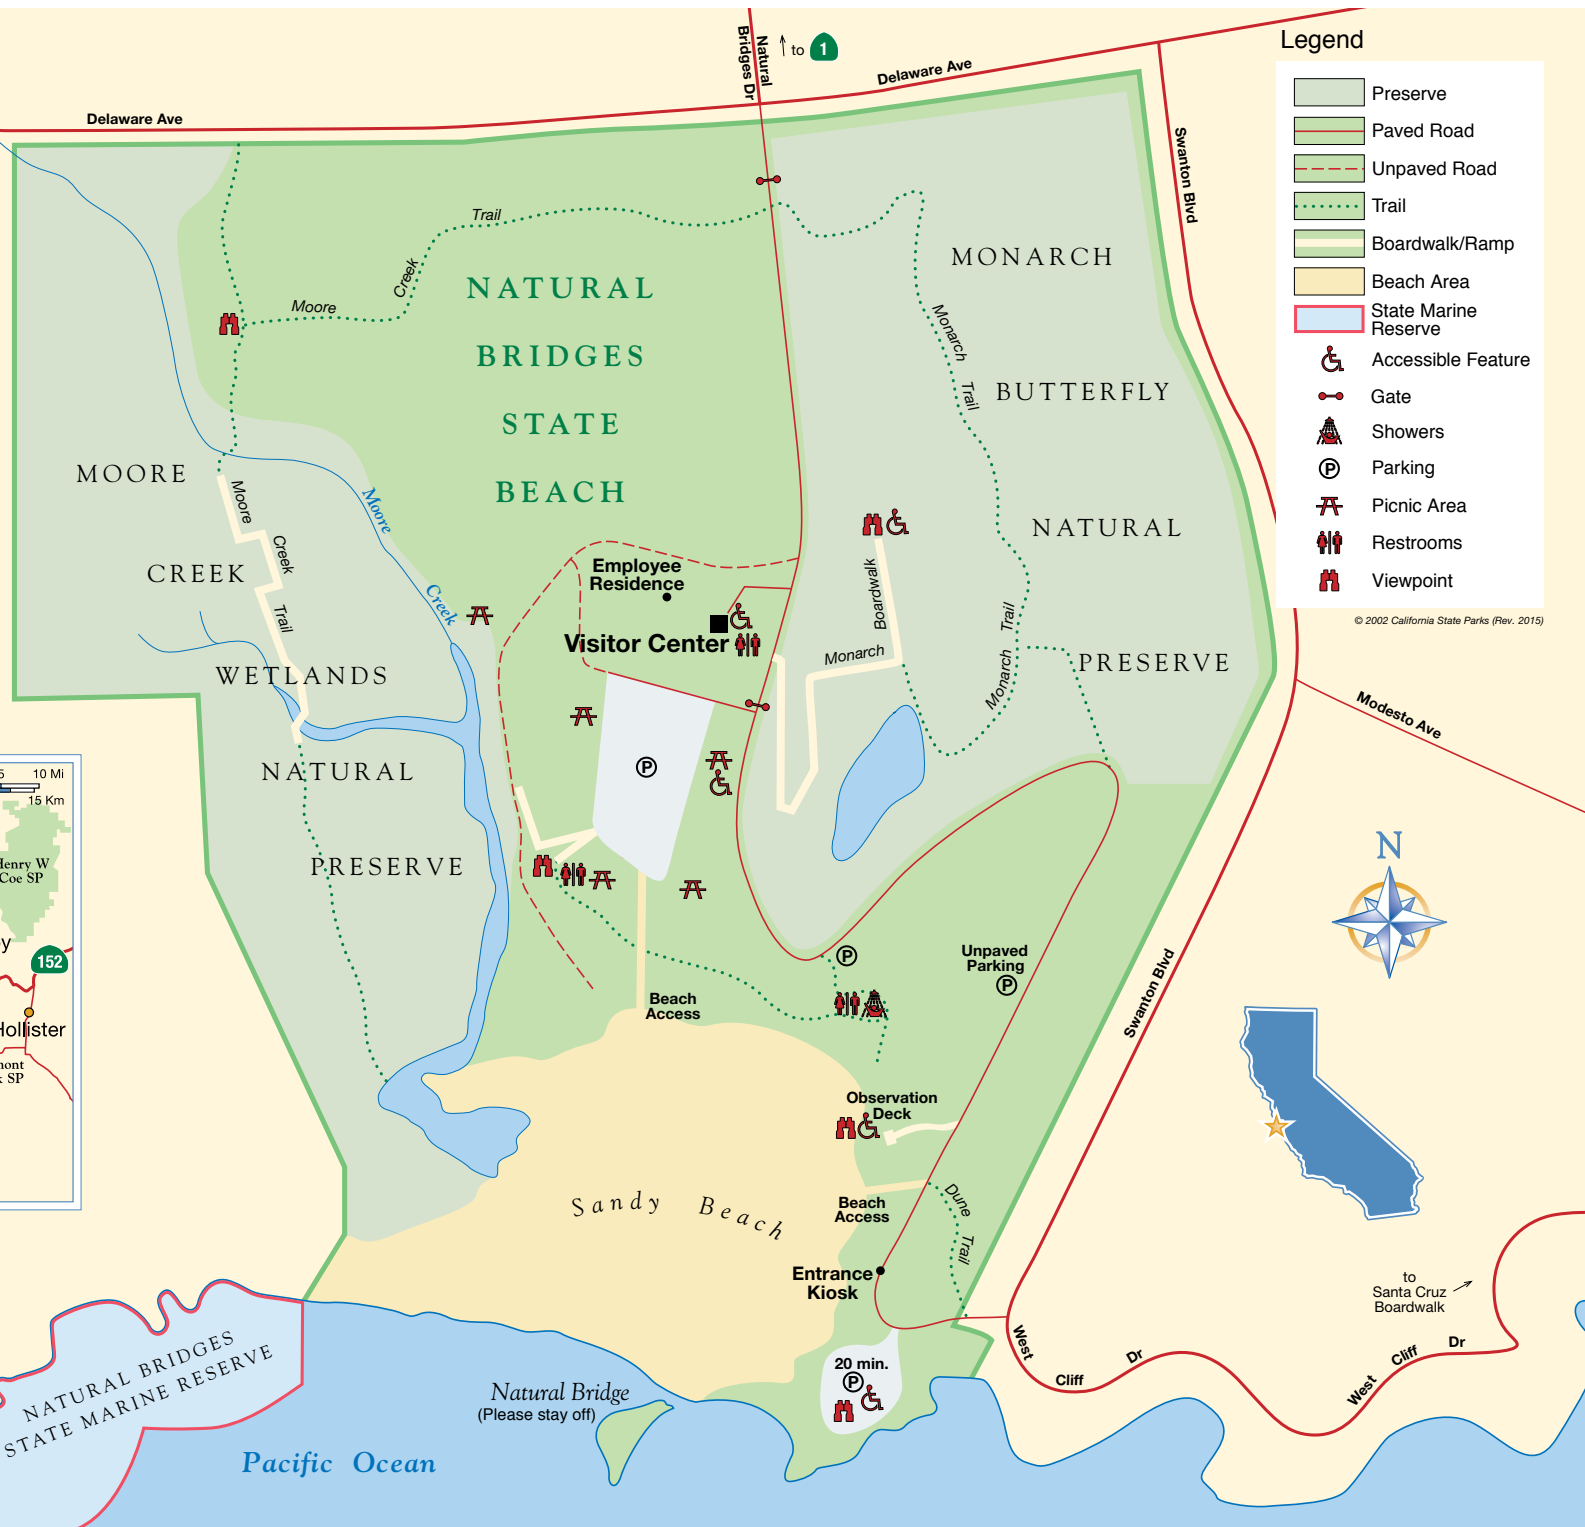 Natural
Bridges Dr
to
1
Delaware Ave
Delaware Ave
Swanton Blvd
Legend
Preserve
Paved Road
Unpaved Road
Trail
Boardwalk/Ramp
Beach Area
State Marine
Reserve
Accessible Feature
Gate
Showers
P
Parking
Picnic Area
Restrooms
Viewpoint
© 2002 California State Parks (Rev. 2015)
Moore
Creek
Trail
NATURAL
BRIDGES
STATE
BEACH
MONARCH
BUTTERFLY
NATURAL
PRESERVE
Monarch
Trail
Monarch
Trail
Boardwalk
Monarch
MOORE
CREEK
WETLANDS
NATURAL
PRESERVE
Moore
Creek
Trail
Moore
Creek
Employee
Residence
Visitor Center
P
Modesto Ave
10 Mi
15 Km
Coe SP
152
N
Unpaved
Parking
P
P
Beach
Access
Swanton Blvd
Observation
Deck
Sandy Beach
Beach
Access
Dune
Trail
Entrance
Kiosk
to
Santa Cruz
Boardwalk
West
Cliff
Dr
West
Cliff
Dr
20 min.
P
Natural Bridge
(Please stay off)
NATURAL BRIDGES
STATE MARINE RESERVE
Pacific Ocean